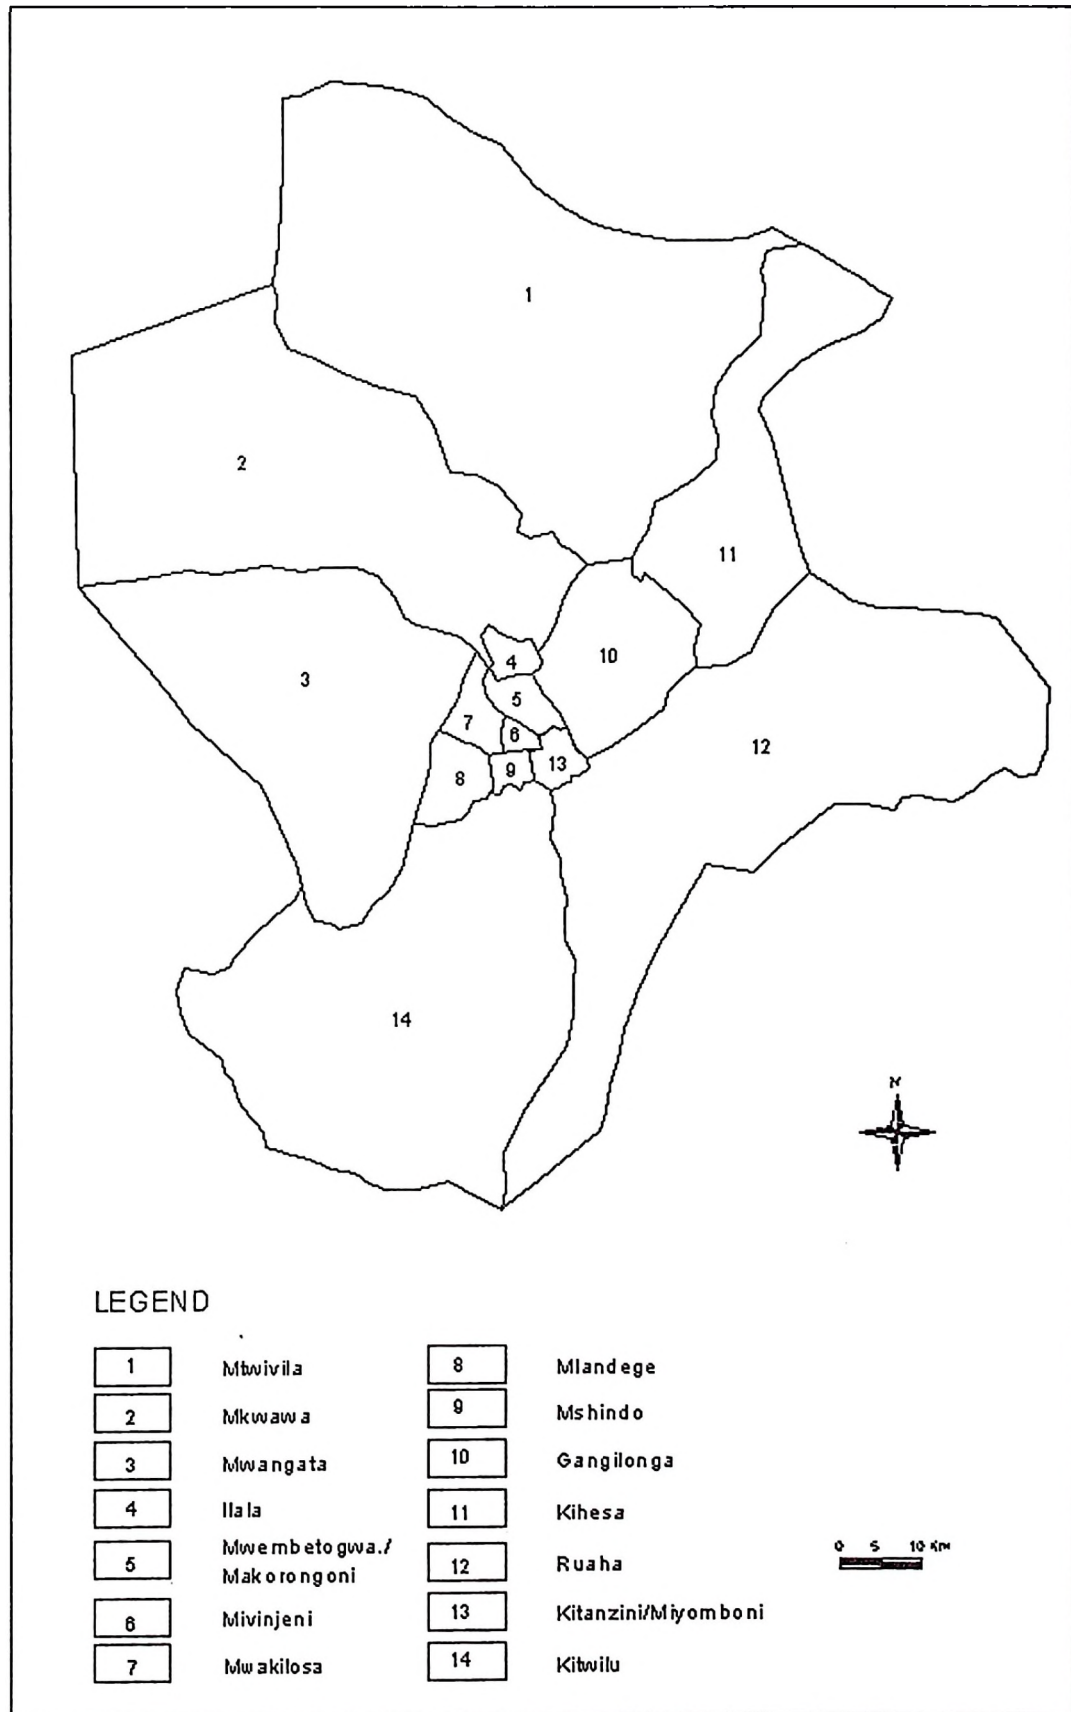 1
2
11
3
4
10
5
7
6
12
13
9
8
14
N
LEGEND
1 Mtwivila
2 Mkwawa
3 Mwangata
4 Ilala
5 Mwembetogwa./
Makorongoni
6 Mivinjeni
7 Mwakilosa
8 Mlandege
9 Mshindo
10 Gangilonga
11 Kihesa
12 Ruaha
13 Kitanzini/Miyomboni
14 Kitwilu
0 5 10 Km